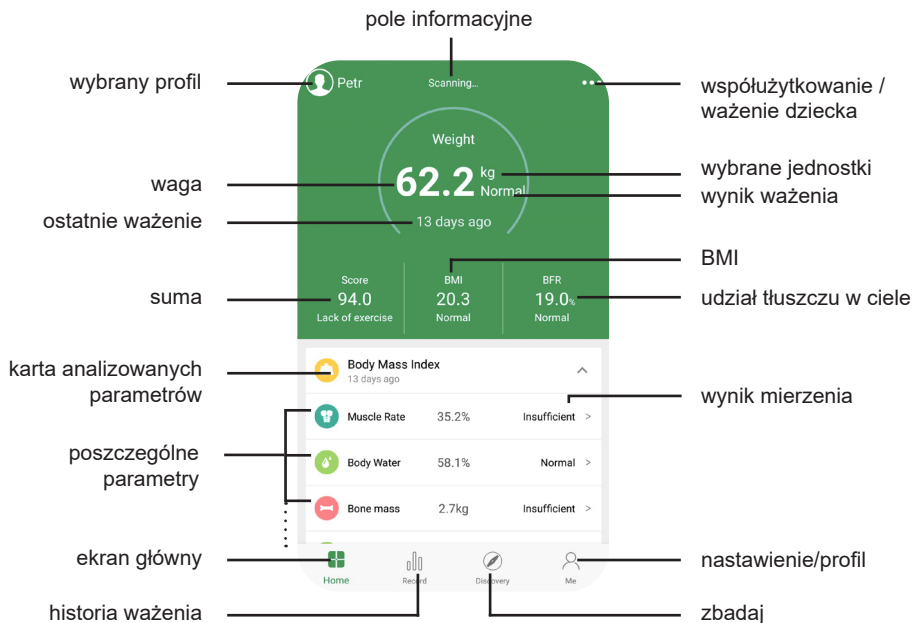 pole informacyjne
wybrany profil
Petr
Scanning...
współużytkowanie /
ważenie dziecka
Weight
waga
62.2
kg
Normal
wybrane jednostki
wynik ważenia
ostatnie ważenie
13 days ago
BMI
suma
Score
94.0
Lack of exercise
BMI
20.3
Normal
BFR
19.0%
Normal
udział tłuszczu w ciele
karta analizowanych
parametrów
Body Mass Index
13 days ago
wynik mierzenia
Muscle Rate 35.2% Insufficient >
poszczególne
parametry
Body Water 58.1% Normal >
Bone mass 2.7kg Insufficient >
ekran główny
Home
Record
Discovery
Me
nastawienie/profil
historia ważenia
zbadaj